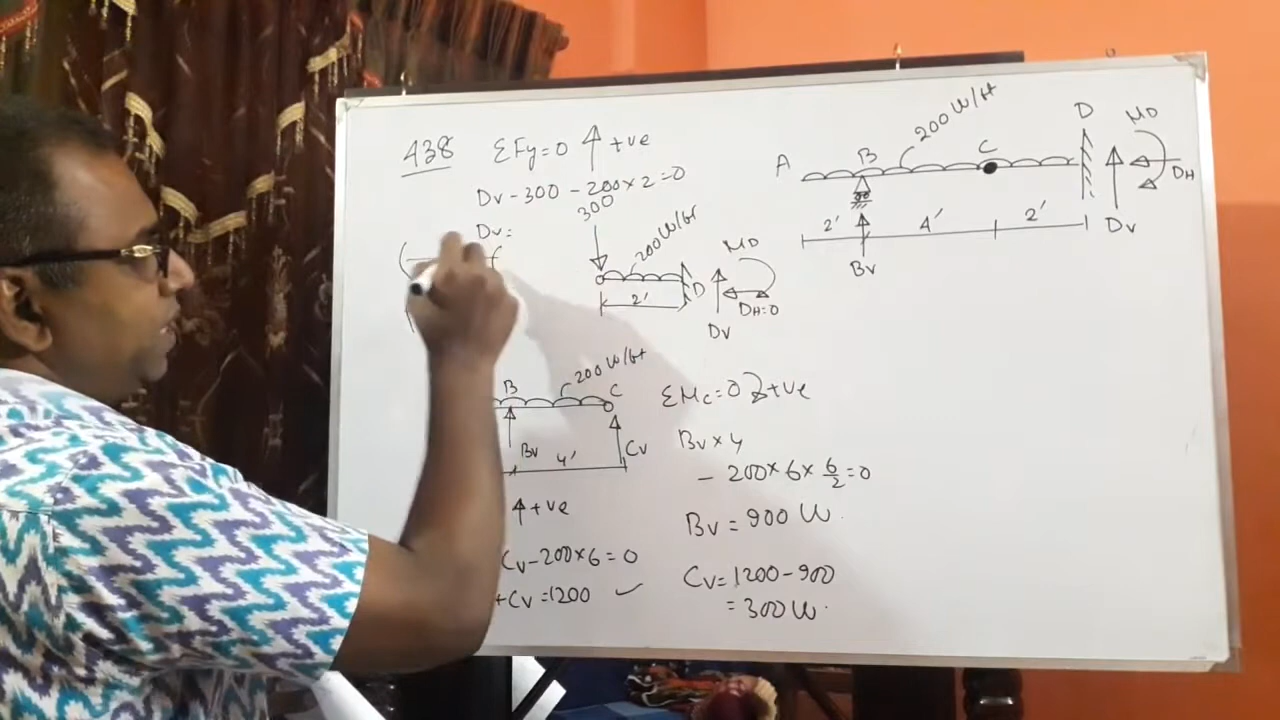 438 ΣFy=0 ↑ +ve
Dv - 300 - 200×2=0
Dv=
300
200 W/ft
MD
D
2'
DH=0
Dv
200 W/ft
A B C D
MD
DH
2' 4' 2'
Dv
Bv
B 200 W/ft C
Bv Cv
4'
↑ +ve
Cv-200×6=0
+Cv=1200 ✓
ΣMc=0 +ve
Bv × 4
- 200×6×6/2=0
Bv = 900 W.
Cv=1200-900
= 300 W.